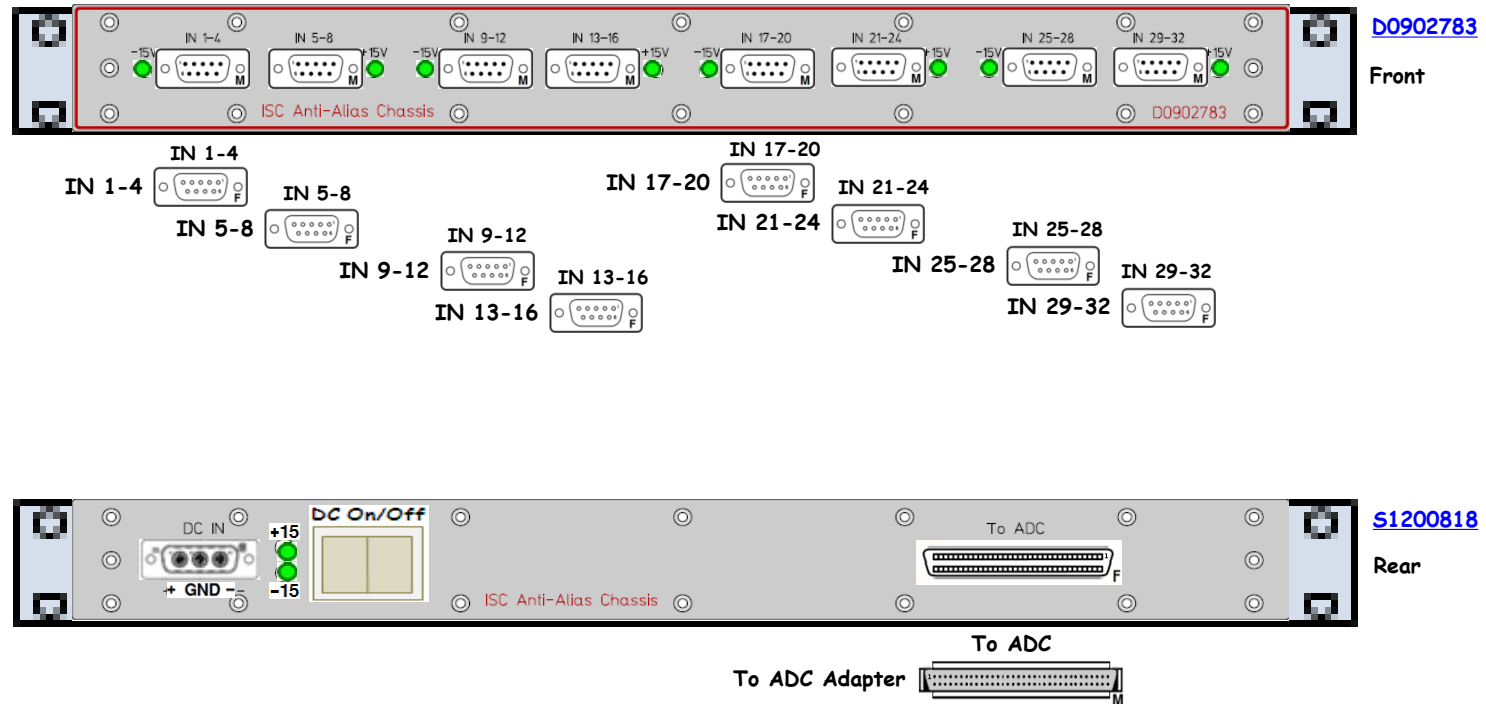 IN 1-4 IN 5-8 IN 9-12 IN 13-16 IN 17-20 IN 21-24 IN 25-28 IN 29-32
-15V +15V -15V +15V -15V +15V -15V +15V
M M M M M M M M
ISC Anti-Alias Chassis D0902783
D0902783
Front
IN 1-4
IN 1-4
F
IN 5-8
IN 5-8
F
IN 9-12
IN 9-12
F
IN 13-16
IN 13-16
F
IN 17-20
IN 17-20
F
IN 21-24
IN 21-24
F
IN 25-28
IN 25-28
F
IN 29-32
IN 29-32
F
DC IN
+ GND -
+15
-15
DC On/Off
ISC Anti-Alias Chassis
To ADC
1
F
S1200818
Rear
To ADC
To ADC Adapter
1
M